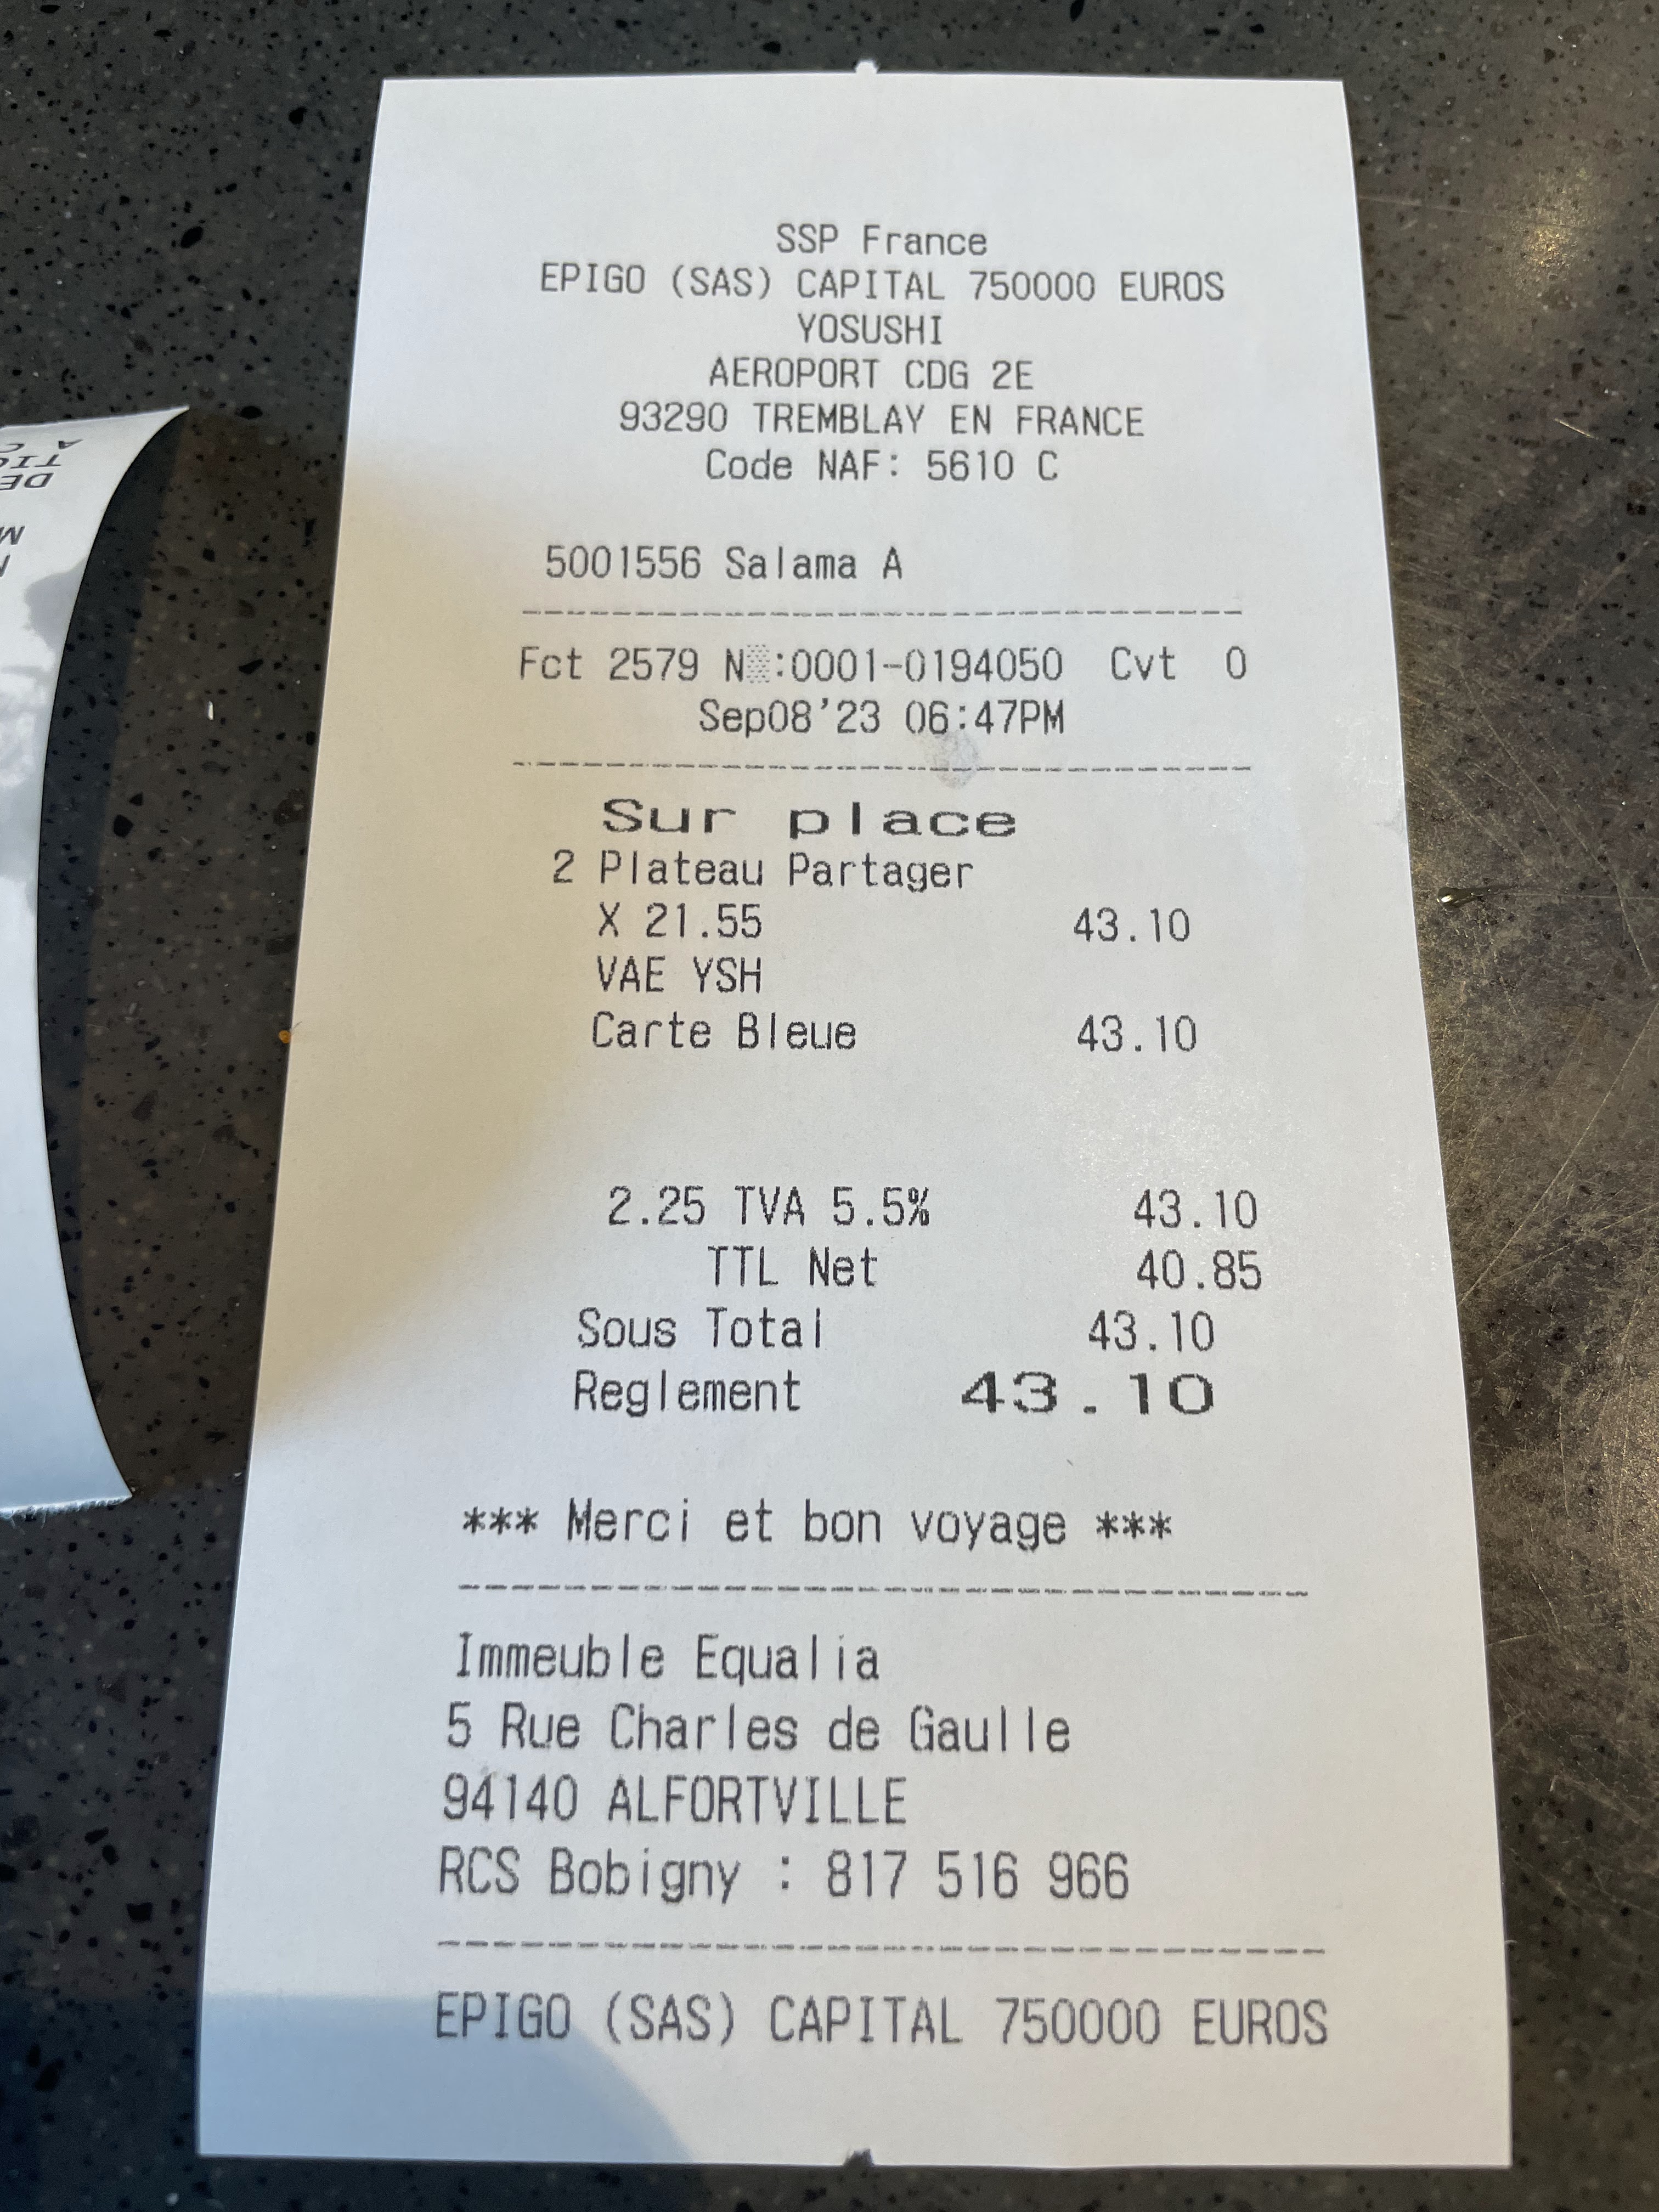 SSP France
EPIGO (SAS) CAPITAL 750000 EUROS
YOSUSHI
AEROPORT CDG 2E
93290 TREMBLAY EN FRANCE
Code NAF: 5610 C
5001556 Salama A
Fct 2579 N▒:0001-0194050 Cvt 0
Sep08'23 06:47PM
Sur place
2 Plateau Partager
X 21.55 43.10
VAE YSH
Carte Bleue 43.10
2.25 TVA 5.5% 43.10
TTL Net 40.85
Sous Total 43.10
Reglement 43.10
*** Merci et bon voyage ***
Immeuble Equalia
5 Rue Charles de Gaulle
94140 ALFORTVILLE
RCS Bobigny : 817 516 966
EPIGO (SAS) CAPITAL 750000 EUROS